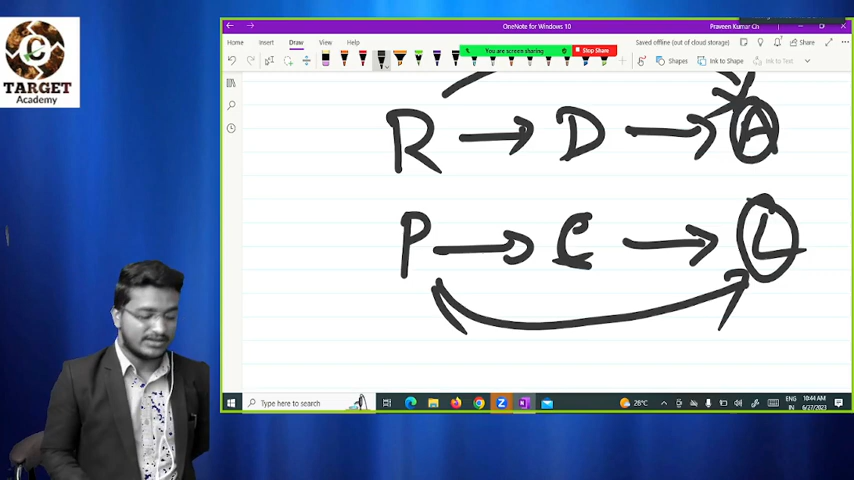 OneNote for Windows 10
Praveen Kumar Ch
TARGET
Academy
Home Insert Draw View Help
You are screen sharing
Stop Share
Saved offline (out of cloud storage)
Share
Shapes
Ink to Shape
Ink to Text
R → D → A
P → C → L
Type here to search
28°C
ENG
IN
10:44 AM
6/27/2023